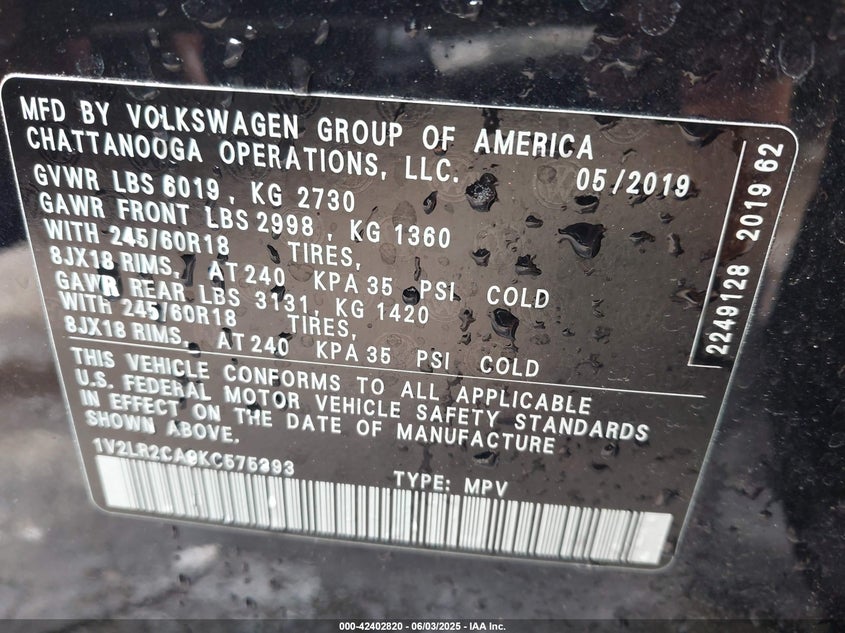 MFD BY VOLKSWAGEN GROUP OF AMERICA
CHATTANOOGA OPERATIONS, LLC. 05/2019
GVWR LBS 6019, KG 2730
GAWR FRONT LBS 2998, KG 1360
WITH 245/60R18 TIRES,
8JX18 RIMS, AT 240 KPA 35 PSI COLD
GAWR REAR LBS 3131, KG 1420
WITH 245/60R18 TIRES,
8JX18 RIMS, AT 240 KPA 35 PSI COLD
THIS VEHICLE CONFORMS TO ALL APPLICABLE
U.S. FEDERAL MOTOR VEHICLE SAFETY STANDARDS
IN EFFECT ON THE DATE OF MANUFACTURE
SHOWN ABOVE.
1V2LR2CA9KC575393
TYPE: MPV
2249128 2019 62
000-42402820 | 06/03/2025 - IAA Inc.